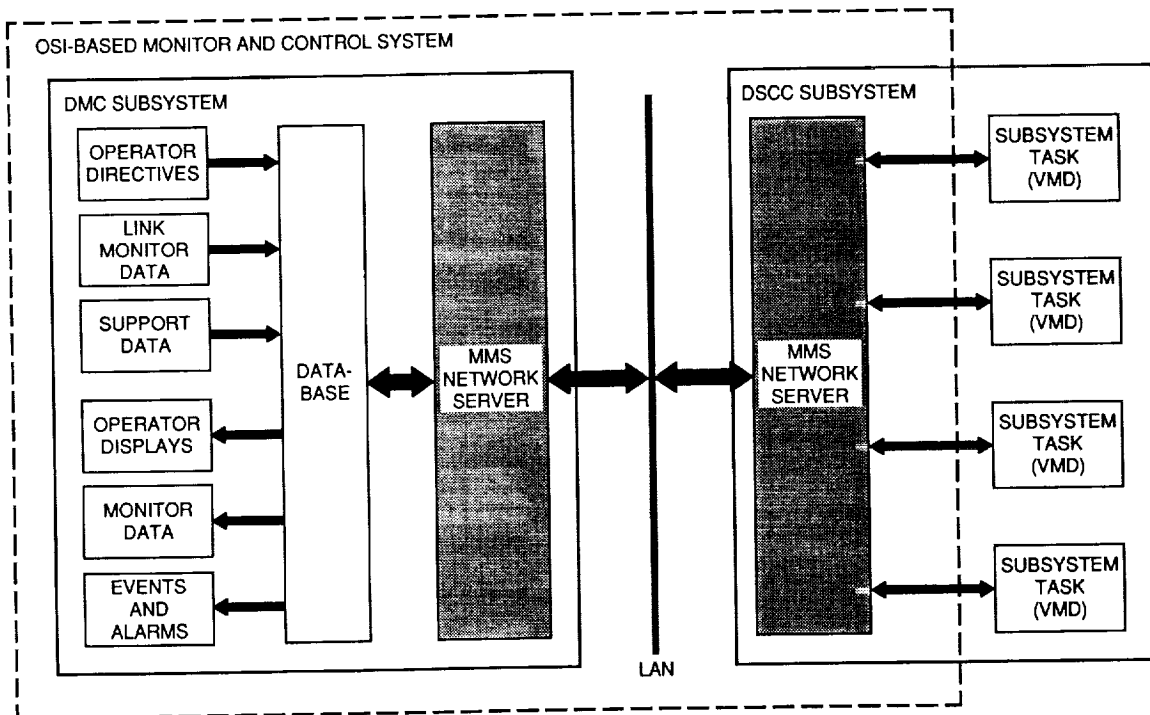 OSI-BASED MONITOR AND CONTROL SYSTEM
DMC SUBSYSTEM
OPERATOR
DIRECTIVES
LINK
MONITOR
DATA
SUPPORT
DATA
OPERATOR
DISPLAYS
MONITOR
DATA
EVENTS
AND
ALARMS
DATA-
BASE
MMS
NETWORK
SERVER
LAN
DSCC SUBSYSTEM
MMS
NETWORK
SERVER
SUBSYSTEM
TASK
(VMD)
SUBSYSTEM
TASK
(VMD)
SUBSYSTEM
TASK
(VMD)
SUBSYSTEM
TASK
(VMD)